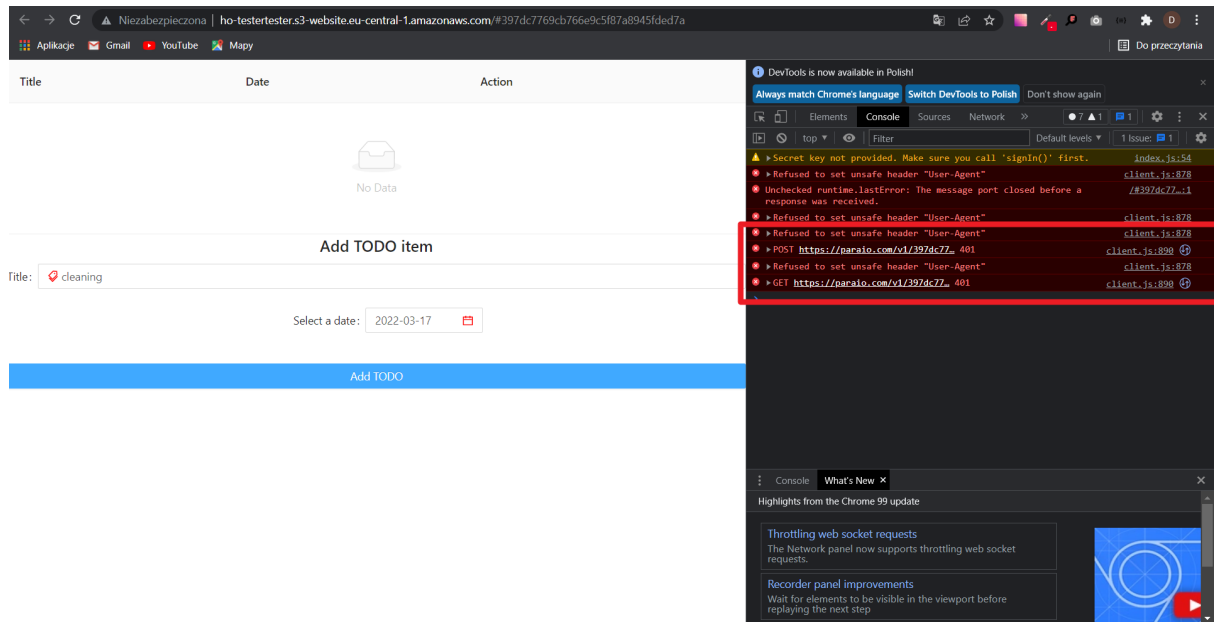 Niezabezpieczona | ho-testertester.s3-website.eu-central-1.amazonaws.com/#397dc7769cb766e9c5f87a8945fded7a
D
Aplikacje Gmail YouTube Mapy Do przeczytania
Title Date Action
No Data
Add TODO item
Title: cleaning
Select a date: 2022-03-17
Add TODO
DevTools is now available in Polish!
Always match Chrome's language Switch DevTools to Polish Don't show again
Elements Console Sources Network » 7 1 1
top ▼ Filter Default levels ▼ 1 Issue: 1
Secret key not provided. Make sure you call 'signIn()' first. index.js:54
Refused to set unsafe header "User-Agent" client.js:878
Unchecked runtime.lastError: The message port closed before a /#397dc77…:1
response was received.
Refused to set unsafe header "User-Agent" client.js:878
Refused to set unsafe header "User-Agent" client.js:878
POST https://paraio.com/v1/397dc77… 401 client.js:890
Refused to set unsafe header "User-Agent" client.js:878
GET https://paraio.com/v1/397dc77… 401 client.js:890
Console What's New ×
Highlights from the Chrome 99 update
Throttling web socket requests
The Network panel now supports throttling web socket
requests.
Recorder panel improvements
Wait for elements to be visible in the viewport before
replaying the next step